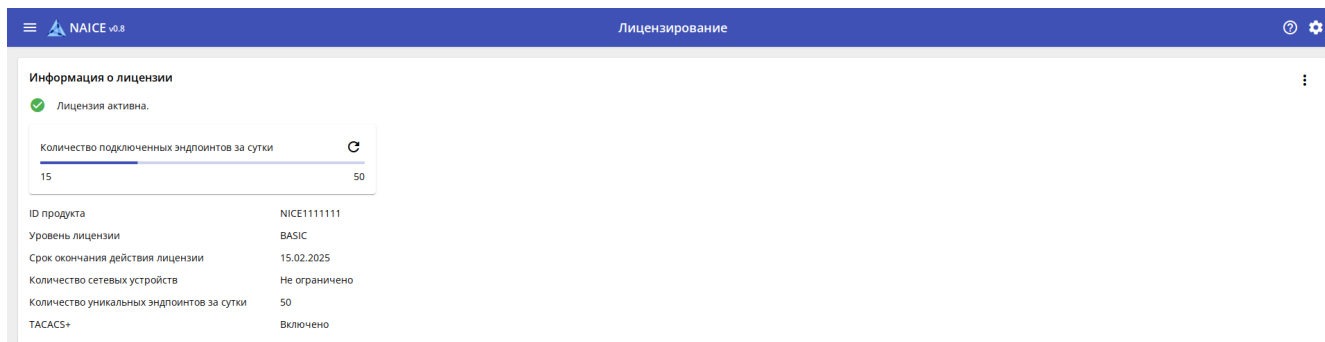 NAICE v0.8
Лицензирование
Информация о лицензии
Лицензия активна.
Количество подключенных эндпоинтов за сутки
15 50
ID продукта NICE1111111
Уровень лицензии BASIC
Срок окончания действия лицензии 15.02.2025
Количество сетевых устройств Не ограничено
Количество уникальных эндпоинтов за сутки 50
TACACS+ Включено